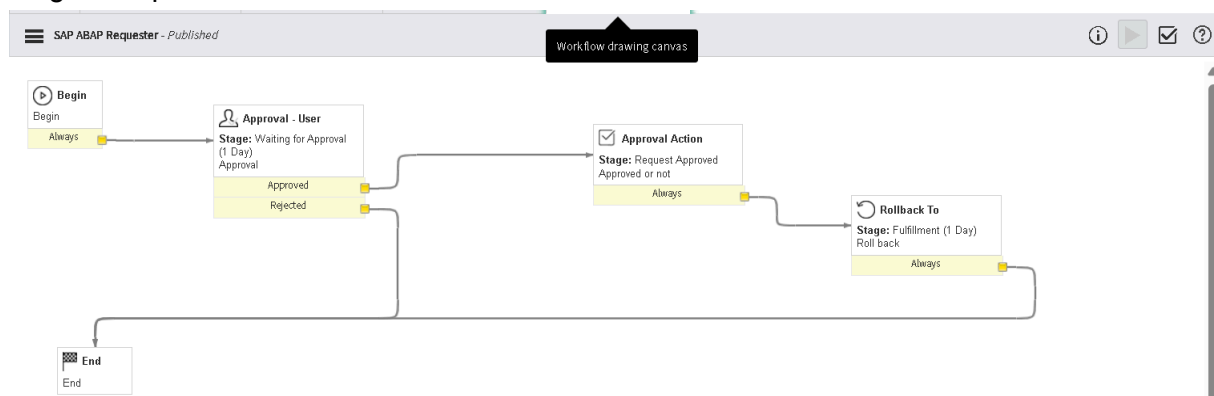 SAP ABAP Requester - Published
Workflow drawing canvas
Begin
Begin
Always
Approval - User
Stage: Waiting for Approval
(1 Day)
Approval
Approved
Rejected
Approval Action
Stage: Request Approved
Approved or not
Always
Rollback To
Stage: Fulfillment (1 Day)
Roll back
Always
End
End